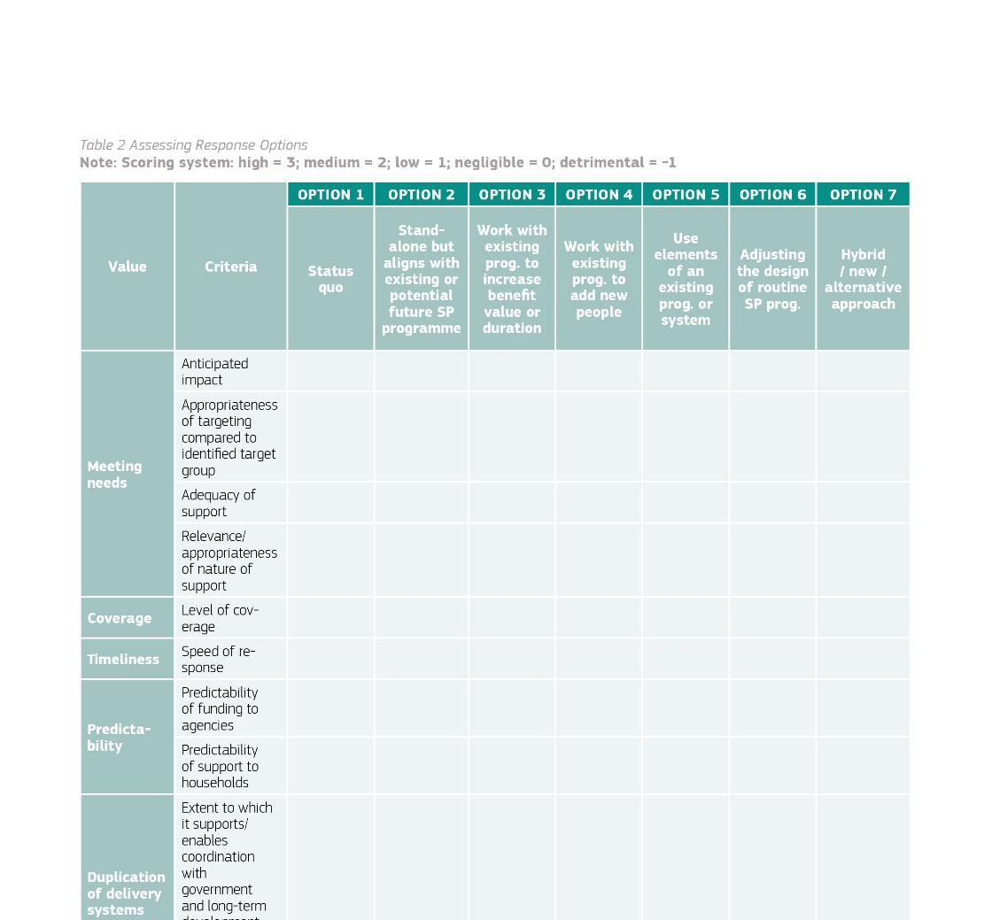 Table 2 Assessing Response Options
Note: Scoring system: high = 3; medium = 2; low = 1; negligible = 0; detrimental = -1
Value
Criteria
OPTION 1
OPTION 2
OPTION 3
OPTION 4
OPTION 5
OPTION 6
OPTION 7
Status
quo
Stand-
alone but
aligns with
existing or
potential
future SP
programme
Work with
existing
prog. to
increase
benefit
value or
duration
Work with
existing
prog. to
add new
people
Use
elements
of an
existing
prog. or
system
Adjusting
the design
of routine
SP prog.
Hybrid
/ new /
alternative
approach
Meeting
needs
Anticipated
impact
Appropriateness
of targeting
compared to
identified target
group
Adequacy of
support
Relevance/
appropriateness
of nature of
support
Coverage
Level of cov-
erage
Timeliness
Speed of re-
sponse
Predicta-
bility
Predictability
of funding to
agencies
Predictability
of support to
households
Duplication
of delivery
systems
Extent to which
it supports/
enables
coordination
with
government
and long-term
development